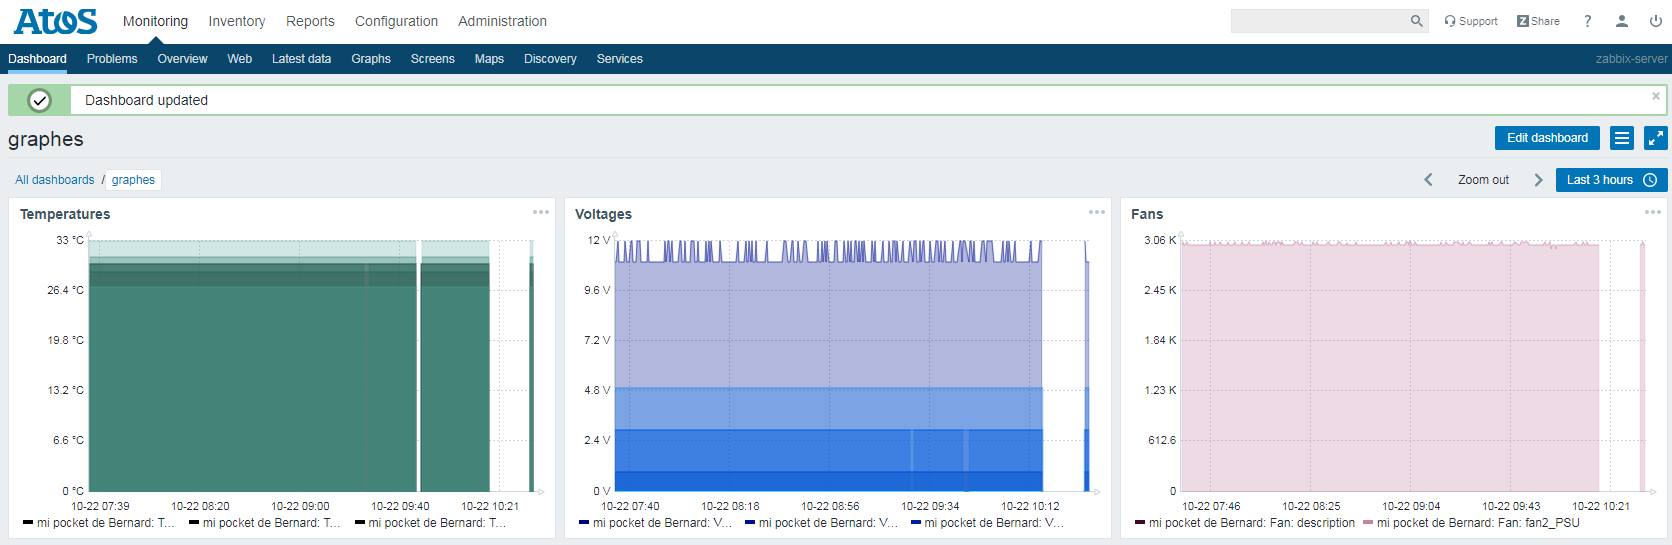 Atos Monitoring Inventory Reports Configuration Administration Support Z Share ?
Dashboard Problems Overview Web Latest data Graphs Screens Maps Discovery Services zabbix-server
Dashboard updated ×
graphes Edit dashboard
All dashboards / graphes Zoom out Last 3 hours
Temperatures
33 °C
26.4 °C
19.8 °C
13.2 °C
6.6 °C
0 °C
10-22 07:39 10-22 08:20 10-22 09:00 10-22 09:40 10-22 10:21
mi pocket de Bernard: T... mi pocket de Bernard: T... mi pocket de Bernard: T...
Voltages
12 V
9.6 V
7.2 V
4.8 V
2.4 V
0 V
10-22 07:40 10-22 08:18 10-22 08:56 10-22 09:34 10-22 10:12
mi pocket de Bernard: V... mi pocket de Bernard: V... mi pocket de Bernard: V...
Fans
3.06 K
2.45 K
1.84 K
1.23 K
612.6
0
10-22 07:46 10-22 08:25 10-22 09:04 10-22 09:43 10-22 10:21
mi pocket de Bernard: Fan: description mi pocket de Bernard: Fan: fan2_PSU